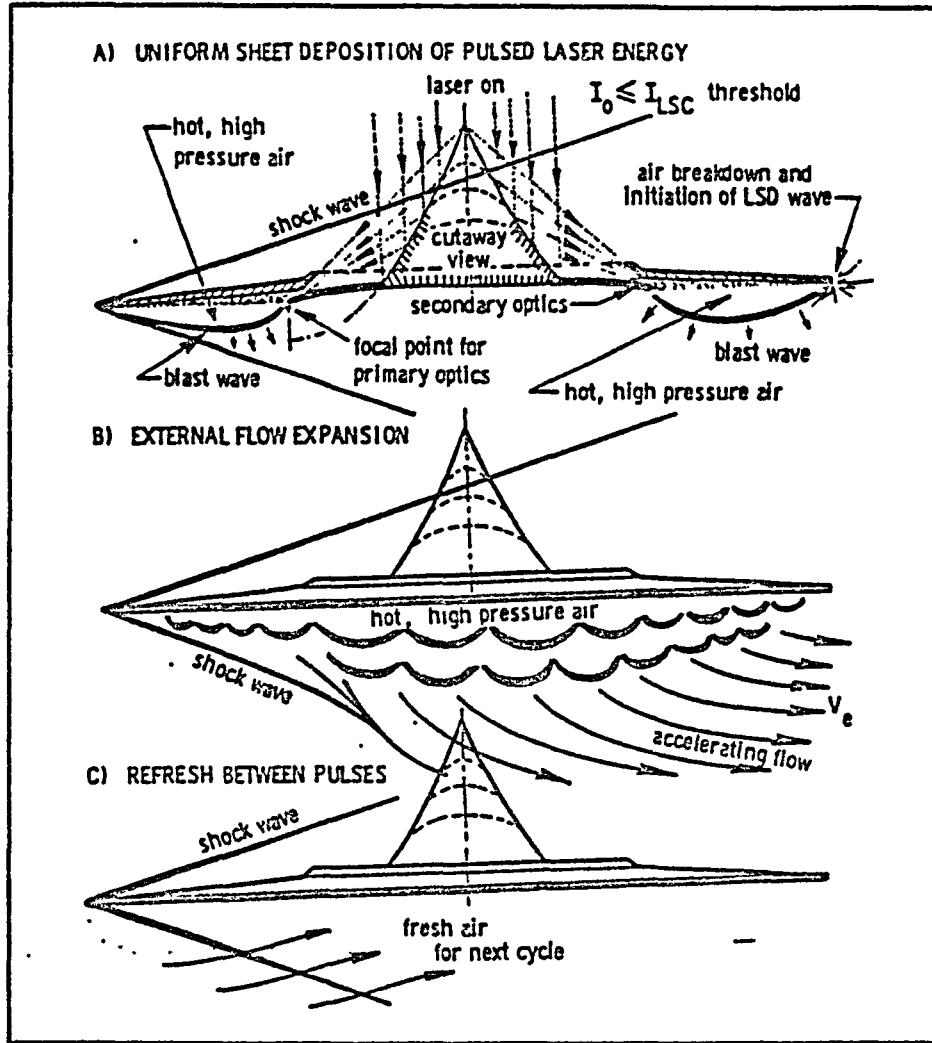 A) UNIFORM SHEET DEPOSITION OF PULSED LASER ENERGY
laser on
I₀ ≤ I_LSC threshold
hot, high
pressure air
air breakdown and
initiation of LSD wave
shock wave
cutaway
view
secondary optics
focal point for
primary optics
blast wave
blast wave
hot, high pressure air
B) EXTERNAL FLOW EXPANSION
hot, high pressure air
shock wave
V_e
accelerating flow
C) REFRESH BETWEEN PULSES
shock wave
fresh air
for next cycle